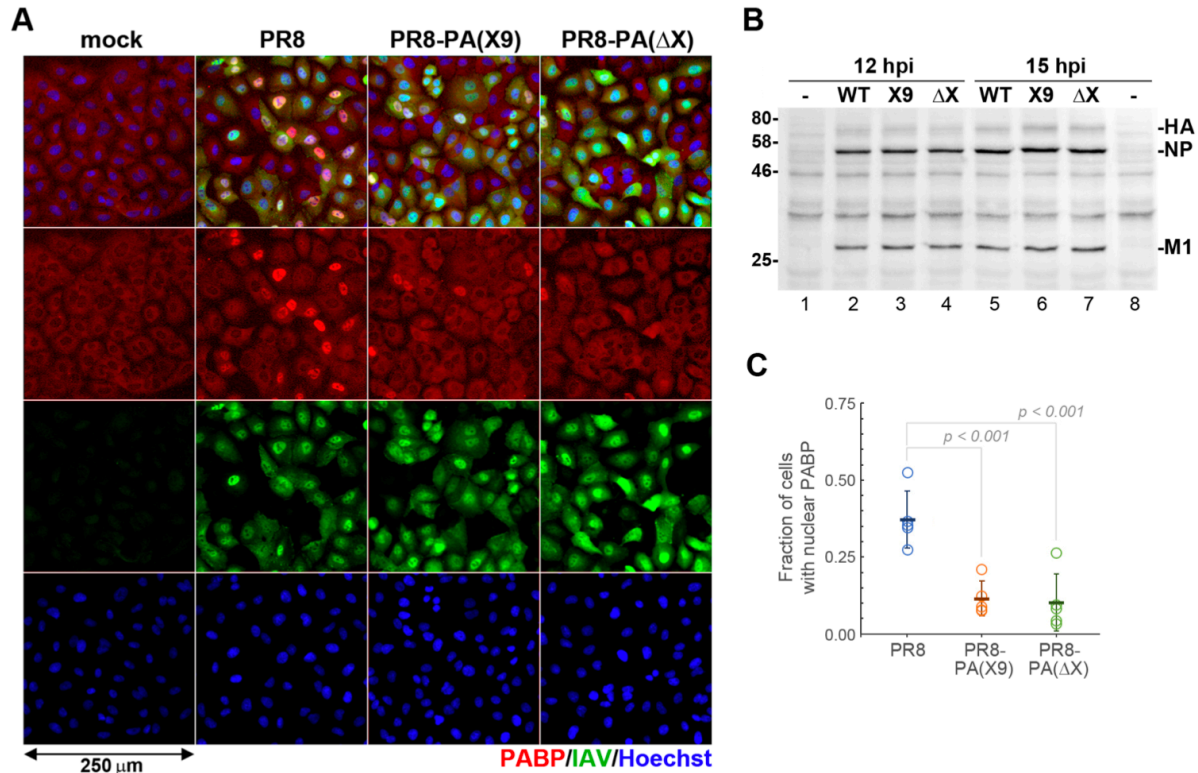 A
mock PR8 PR8-PA(X9) PR8-PA(ΔX)
250 μm
PABP/IAV/Hoechst
B
12 hpi 15 hpi
- WT X9 ΔX WT X9 ΔX -
80-
58-
46-
25-
-HA
-NP
-M1
1 2 3 4 5 6 7 8
C
Fraction of cells
with nuclear PABP
0.75
0.50
0.25
0.00
p < 0.001
p < 0.001
PR8 PR8-PA(X9) PR8-PA(ΔX)